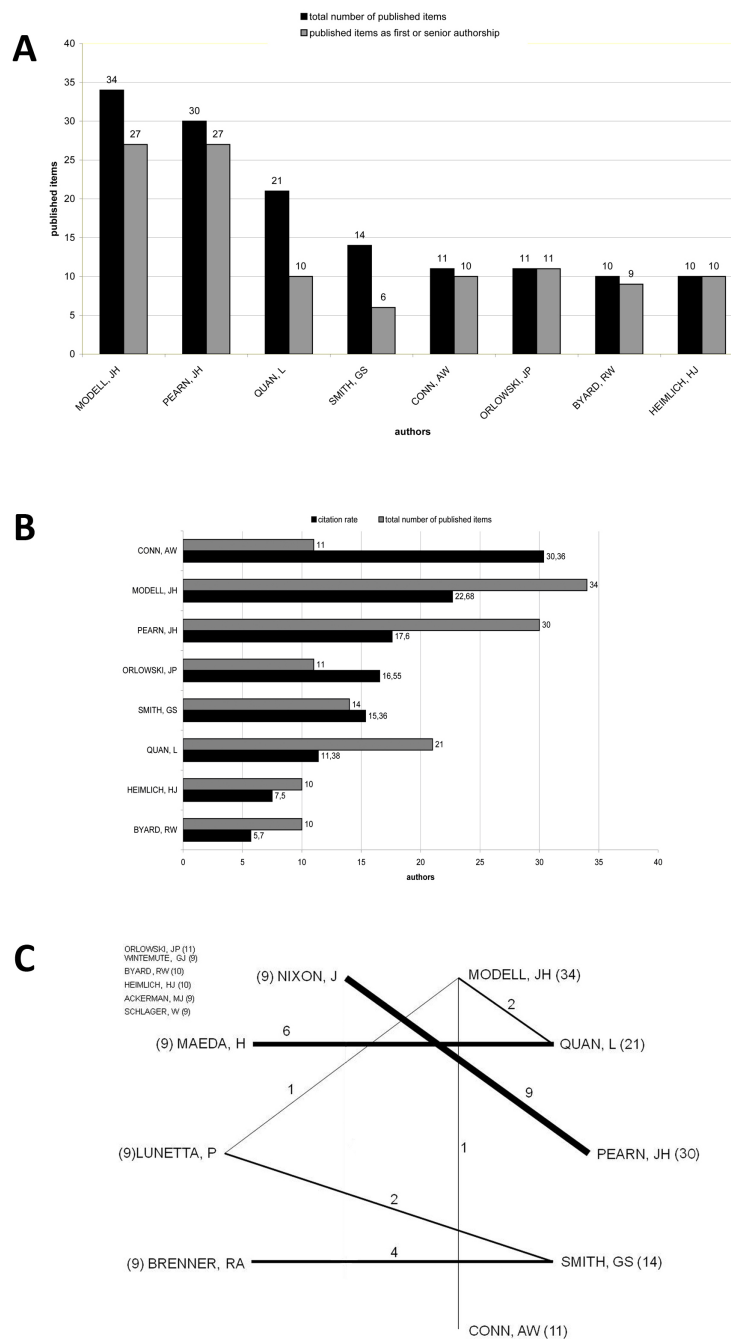 total number of published items
published items as first or senior authorship
A
40
35
30
25
20
15
10
5
0
published items
34
27
30
27
21
10
14
6
11
10
11
11
10
9
10
10
MODELL, JH
PEARN, JH
QUAN, L
SMITH, GS
CONN, AW
ORLOWSKI, JP
BYARD, RW
HEIMLICH, HJ
authors
B
citation rate
total number of published items
CONN, AW
11
30,36
MODELL, JH
34
22,68
PEARN, JH
30
17,6
ORLOWSKI, JP
11
16,55
SMITH, GS
14
15,36
QUAN, L
21
11,38
HEIMLICH, HJ
10
7,5
BYARD, RW
10
5,7
0 5 10 15 20 25 30 35 40
authors
C
ORLOWSKI, JP (11)
WINTEMUTE, GJ (9)
BYARD, RW (10)
HEIMLICH, HJ (10)
ACKERMAN, MJ (9)
SCHLAGER, W (9)
(9) NIXON, J
MODELL, JH (34)
2
(9) MAEDA, H
6
QUAN, L (21)
1
9
1
(9)LUNETTA, P
PEARN, JH (30)
2
(9) BRENNER, RA
4
SMITH, GS (14)
CONN, AW (11)